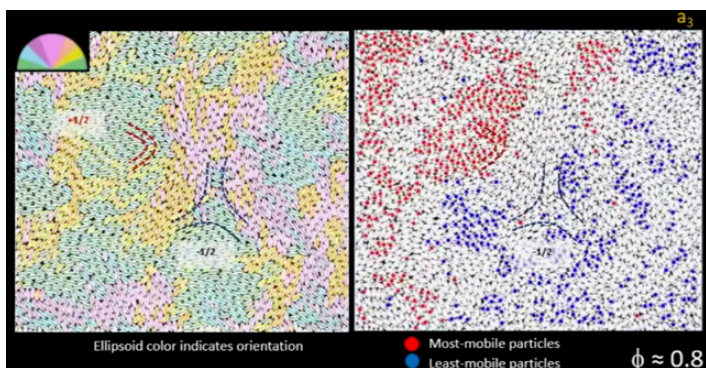 a3
+1/2
-1/2
-1/2
Ellipsoid color indicates orientation
Most-mobile particles
Least-mobile particles
ϕ ≈ 0.8